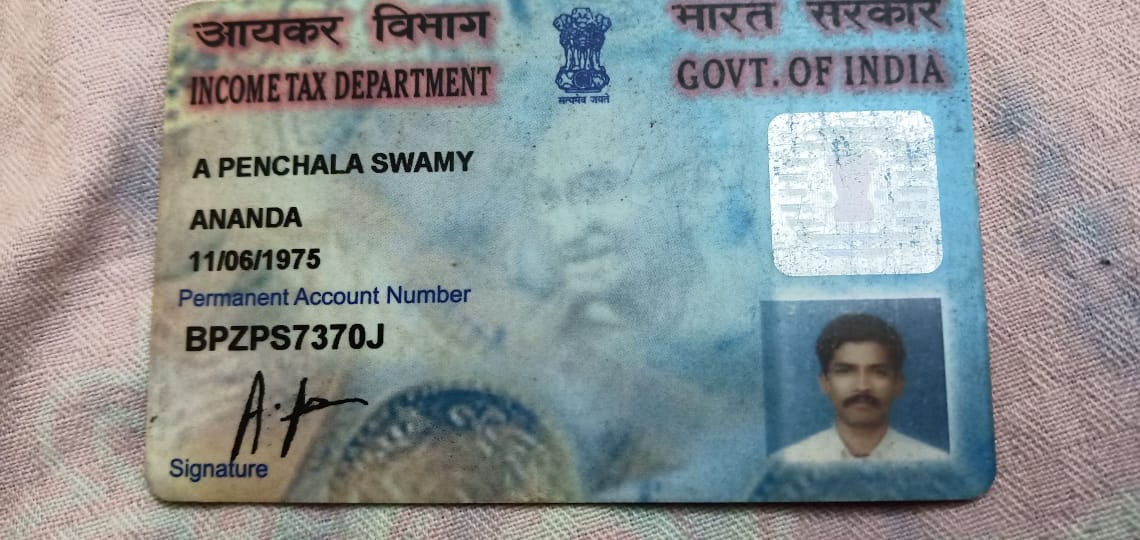 आयकर विभाग
भारत सरकार
INCOME TAX DEPARTMENT
GOVT. OF INDIA
सत्यमेव जयते
A PENCHALA SWAMY
ANANDA
11/06/1975
Permanent Account Number
BPZPS7370J
Signature